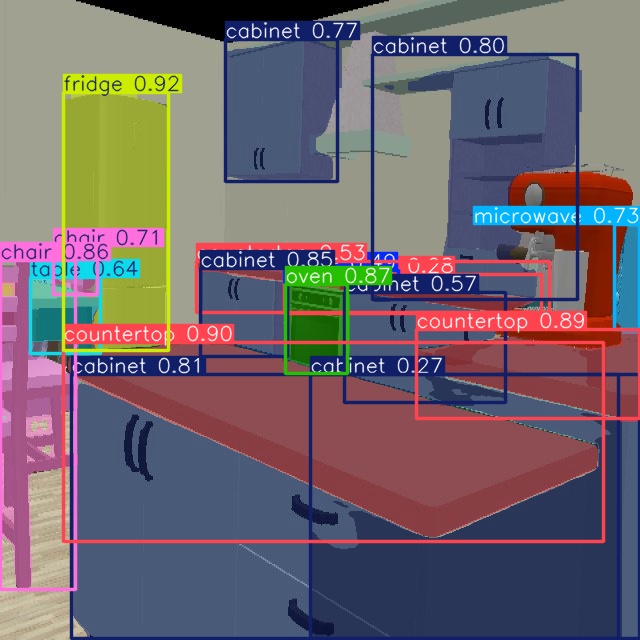 cabinet 0.77
cabinet 0.80
fridge 0.92
microwave 0.73
chair 0.71
chair 0.86
0.53
cabinet 0.85
0.28
table 0.64
oven 0.87
cabinet 0.57
countertop 0.89
countertop 0.90
cabinet 0.81
cabinet 0.27